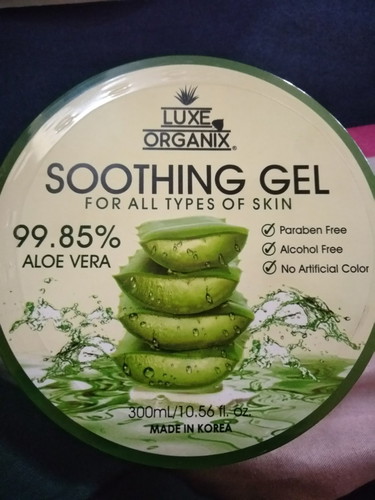 LUXE
ORGANIX®
SOOTHING GEL
FOR ALL TYPES OF SKIN
99.85%
ALOE VERA
Paraben Free
Alcohol Free
No Artificial Color
300mL/10.56 fl. oz.
MADE IN KOREA